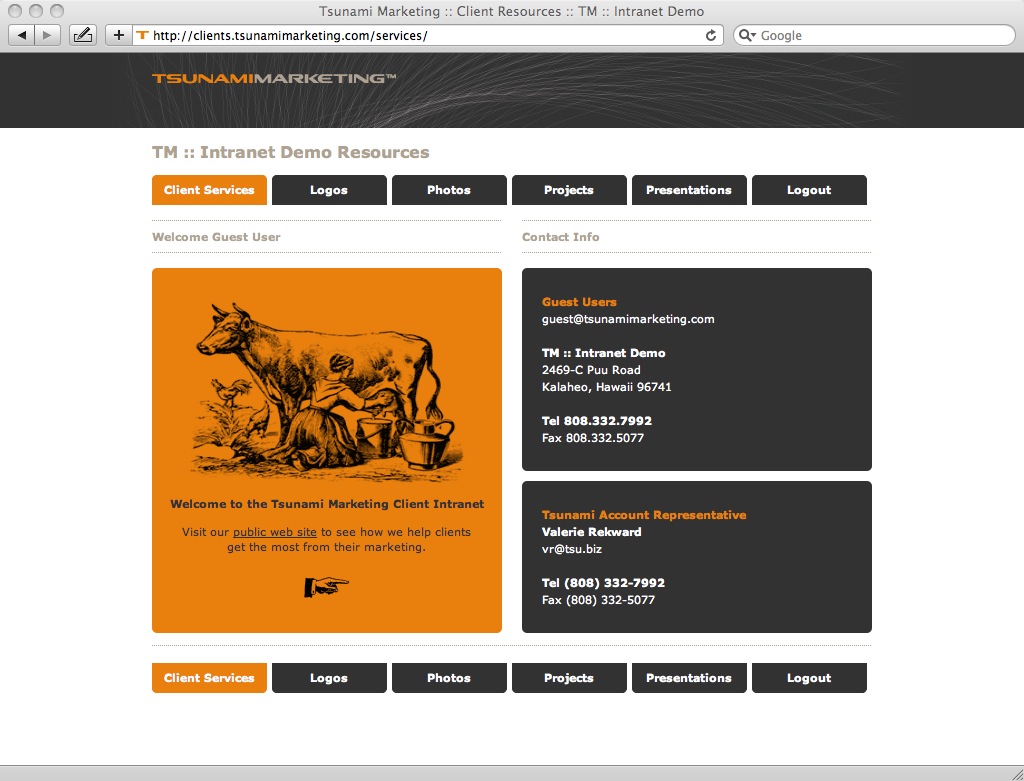 Tsunami Marketing :: Client Resources :: TM :: Intranet Demo
http://clients.tsunamimarketing.com/services/
Google
TSUNAMIMARKETING™
TM :: Intranet Demo Resources
Client Services Logos Photos Projects Presentations Logout
Welcome Guest User
Welcome to the Tsunami Marketing Client Intranet
Visit our public web site to see how we help clients
get the most from their marketing.
Contact Info
Guest Users
guest@tsunamimarketing.com
TM :: Intranet Demo
2469-C Puu Road
Kalaheo, Hawaii 96741
Tel 808.332.7992
Fax 808.332.5077
Tsunami Account Representative
Valerie Rekward
vr@tsu.biz
Tel (808) 332-7992
Fax (808) 332-5077
Client Services Logos Photos Projects Presentations Logout